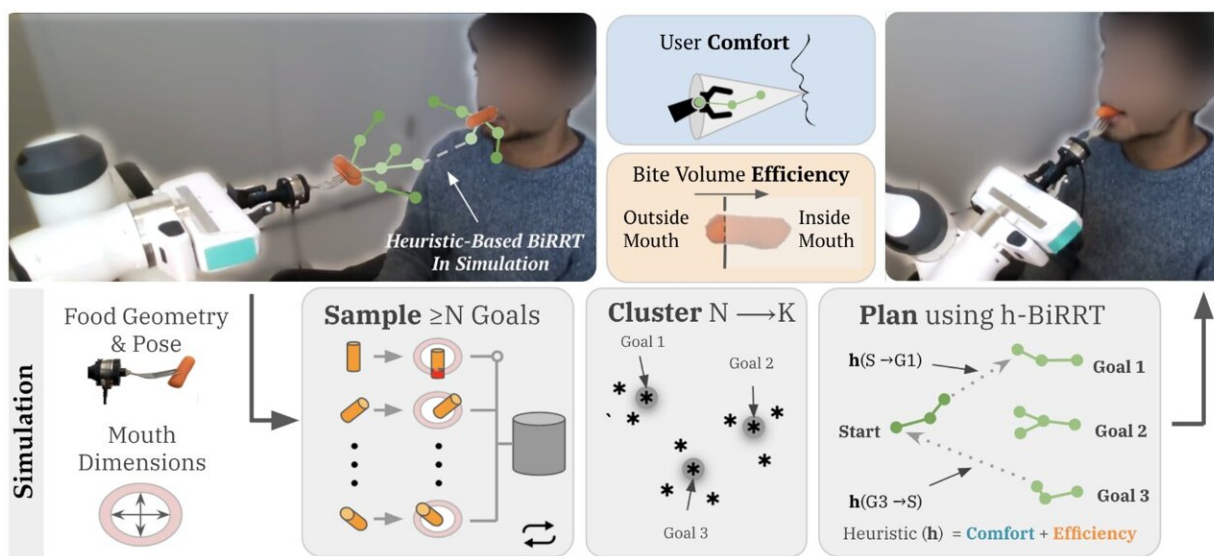 Heuristic-Based BiRRT
In Simulation
User Comfort
Bite Volume Efficiency
Outside
Mouth
Inside
Mouth
Simulation
Food Geometry
& Pose
Mouth
Dimensions
Sample ≥N Goals
Cluster N → K
Goal 1
Goal 2
Goal 3
Plan using h-BiRRT
h(S →G1)
Goal 1
Start
Goal 2
h(G3 →S)
Goal 3
Heuristic (h) = Comfort + Efficiency